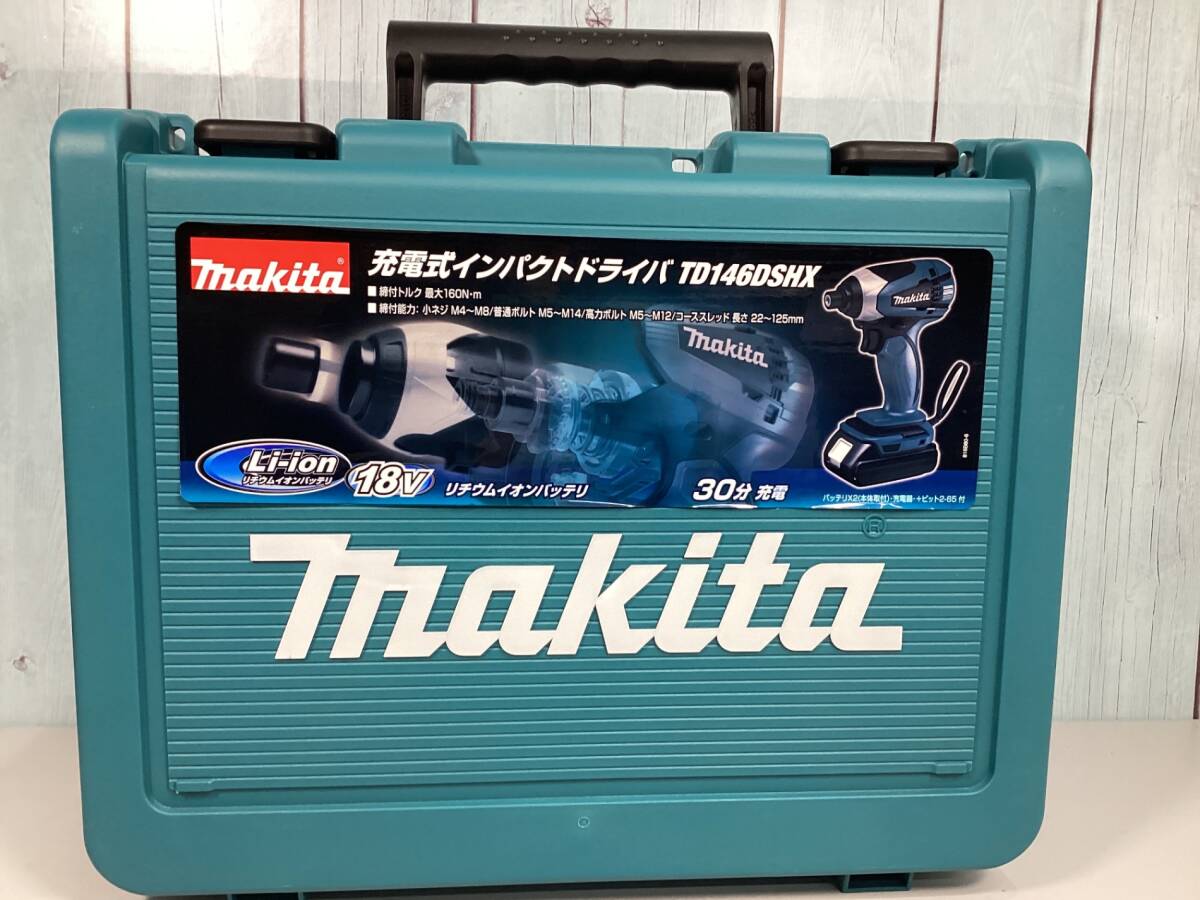 makita
充電式インパクトドライバ TD146DSHX
■ 締付トルク 最大160N・m
■ 締付能力: 小ネジ M4～M8/普通ボルト M5～M14/高力ボルト M5～M12/コーススレッド 長さ 22～125mm
makita
makita
Li-ion
リチウムイオンバッテリ
18V
リチウムイオンバッテリ
30分 充電
バッテリX2(本体取付)・充電器・+ビット2-65 付
®
makita